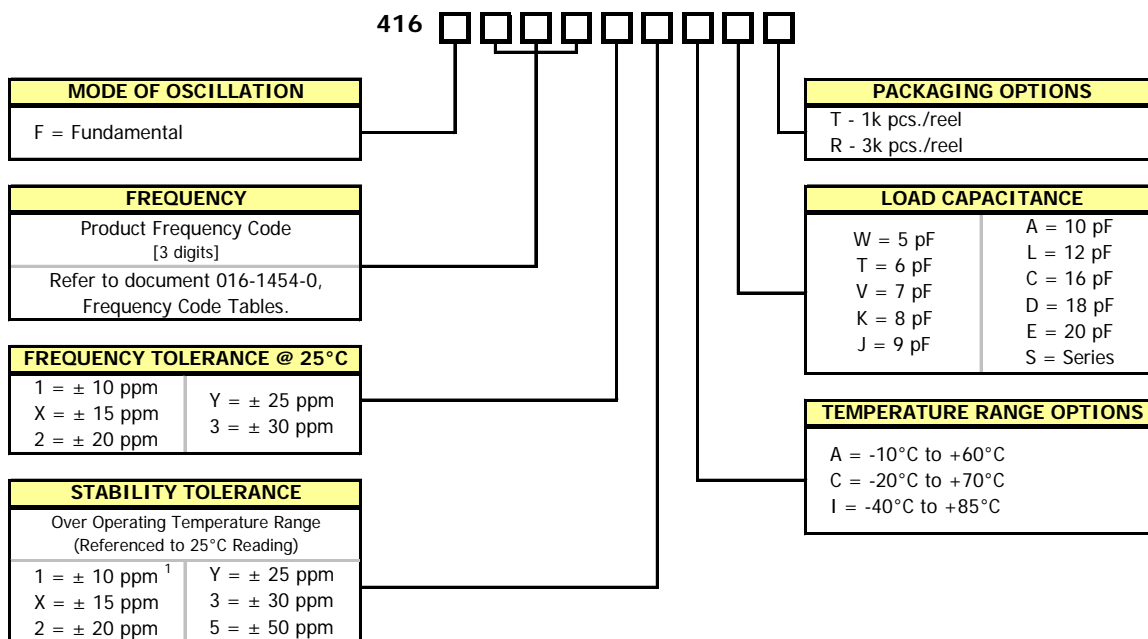 416
MODE OF OSCILLATION
F = Fundamental
FREQUENCY
Product Frequency Code
[3 digits]
Refer to document 016-1454-0,
Frequency Code Tables.
FREQUENCY TOLERANCE @ 25°C
1 = ± 10 ppm
X = ± 15 ppm
2 = ± 20 ppm
Y = ± 25 ppm
3 = ± 30 ppm
STABILITY TOLERANCE
Over Operating Temperature Range
(Referenced to 25°C Reading)
1 = ± 10 ppm 1
X = ± 15 ppm
2 = ± 20 ppm
Y = ± 25 ppm
3 = ± 30 ppm
5 = ± 50 ppm
PACKAGING OPTIONS
T - 1k pcs./reel
R - 3k pcs./reel
LOAD CAPACITANCE
W = 5 pF
T = 6 pF
V = 7 pF
K = 8 pF
J = 9 pF
A = 10 pF
L = 12 pF
C = 16 pF
D = 18 pF
E = 20 pF
S = Series
TEMPERATURE RANGE OPTIONS
A = -10°C to +60°C
C = -20°C to +70°C
I = -40°C to +85°C